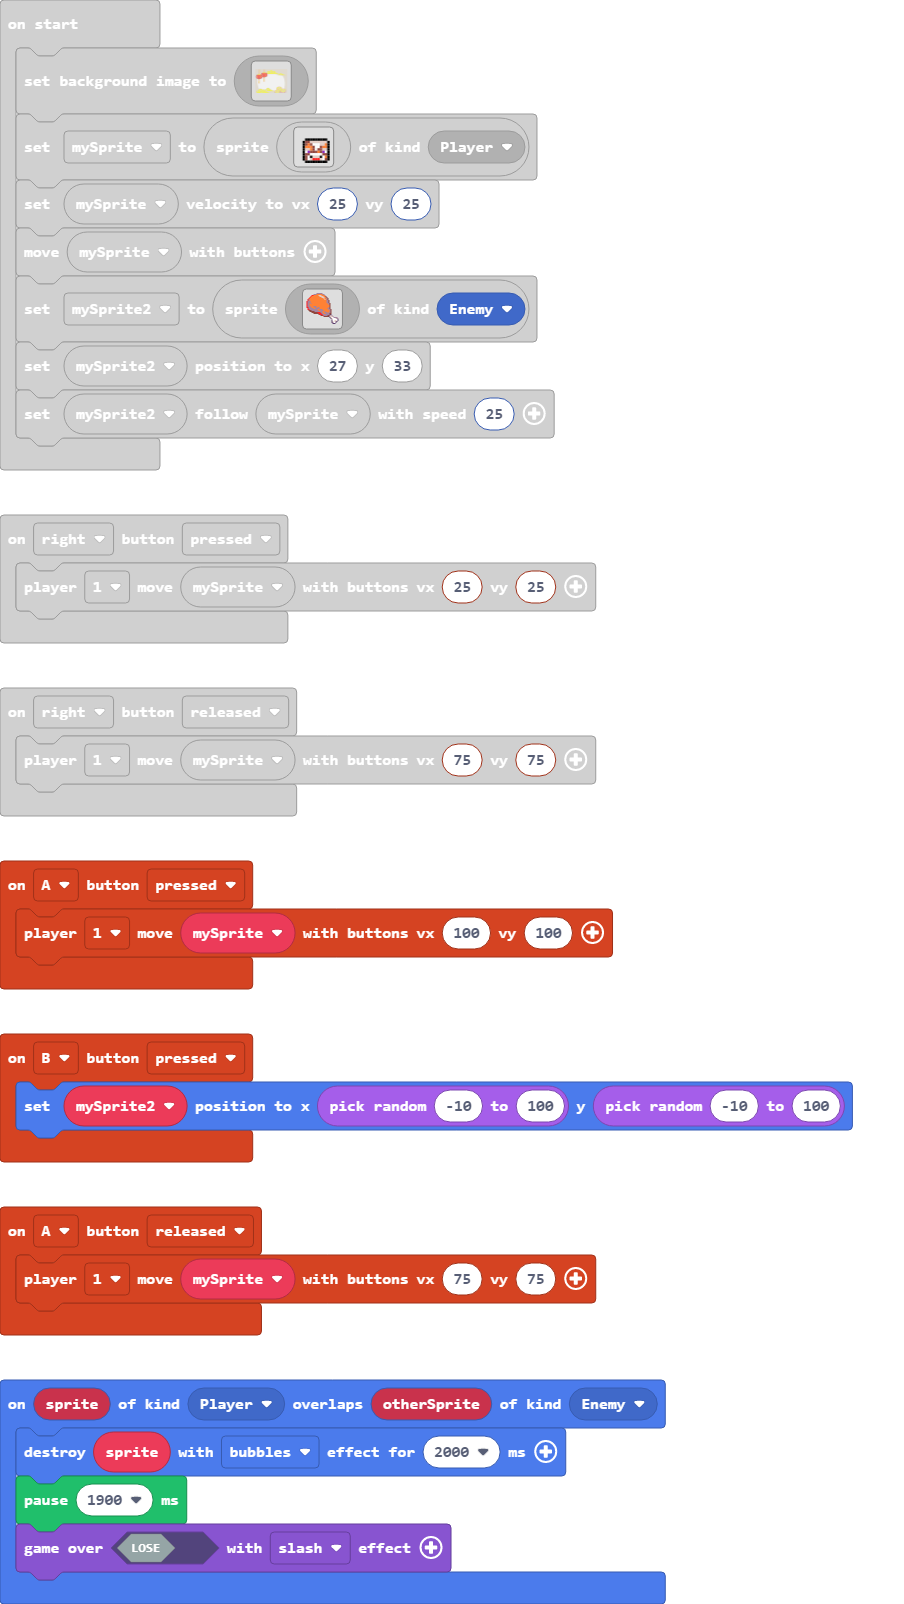 on start
set background image to
set mySprite to sprite of kind Player
set mySprite velocity to vx 25 vy 25
move mySprite with buttons
set mySprite2 to sprite of kind Enemy
set mySprite2 position to x 27 y 33
set mySprite2 follow mySprite with speed 25
on right button pressed
player 1 move mySprite with buttons vx 25 vy 25
on right button released
player 1 move mySprite with buttons vx 75 vy 75
on A button pressed
player 1 move mySprite with buttons vx 100 vy 100
on B button pressed
set mySprite2 position to x pick random -10 to 100 y pick random -10 to 100
on A button released
player 1 move mySprite with buttons vx 75 vy 75
on sprite of kind Player overlaps otherSprite of kind Enemy
destroy sprite with bubbles effect for 2000 ms
pause 1900 ms
game over LOSE with slash effect